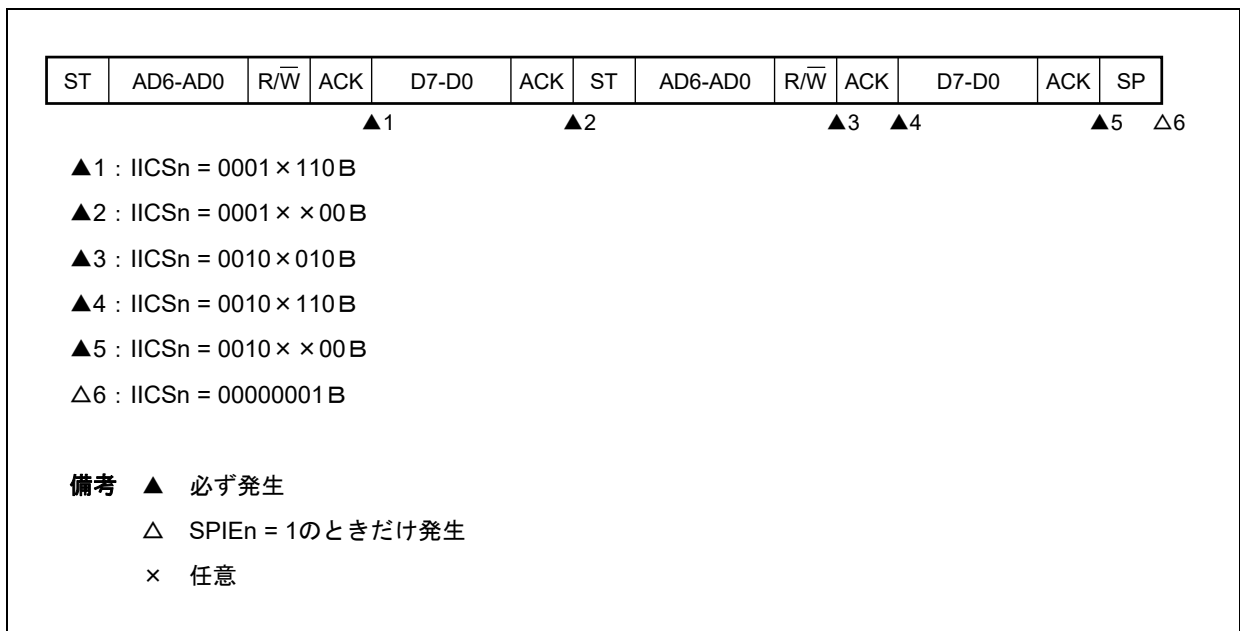 ST AD6-AD0 R/W̅ ACK D7-D0 ACK ST AD6-AD0 R/W̅ ACK D7-D0 ACK SP
▲1 ▲2 ▲3 ▲4 ▲5 △6
▲1：IICSn = 0001×110B
▲2：IICSn = 0001××00B
▲3：IICSn = 0010×010B
▲4：IICSn = 0010×110B
▲5：IICSn = 0010××00B
△6：IICSn = 00000001B
備考 ▲ 必ず発生
△ SPIEn = 1のときだけ発生
× 任意